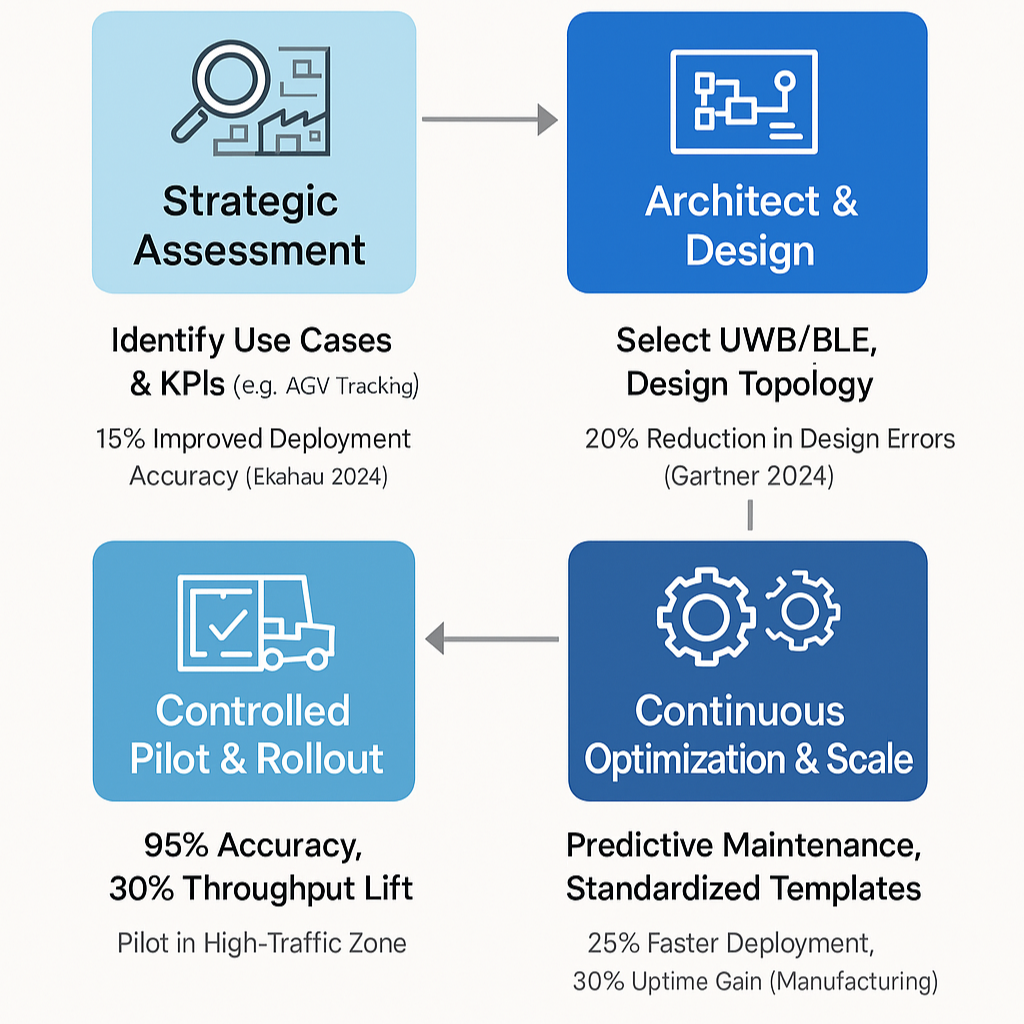 Strategic
Assessment
Identify Use Cases
& KPIs (e.g. AGV Tracking)
15% Improved Deployment
Accuracy (Ekahau 2024)
Architect &
Design
Select UWB/BLE,
Design Topology
20% Reduction in Design Errors
(Gartner 2024)
Controlled
Pilot & Rollout
95% Accuracy,
30% Throughput Lift
Pilot in High-Traffic Zone
Continuous
Optimization & Scale
Predictive Maintenance,
Standardized Templates
25% Faster Deployment,
30% Uptime Gain (Manufacturing)